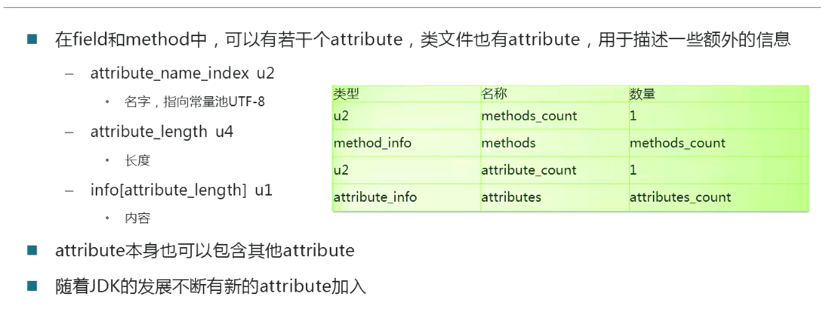 在field和method中，可以有若干个attribute，类文件也有attribute，用于描述一些额外的信息
– attribute_name_index u2
• 名字，指向常量池UTF-8
– attribute_length u4
• 长度
– info[attribute_length] u1
• 内容
类型 名称 数量
u2 methods_count 1
method_info methods methods_count
u2 attribute_count 1
attribute_info attributes attributes_count
attribute本身也可以包含其他attribute
随着JDK的发展不断有新的attribute加入